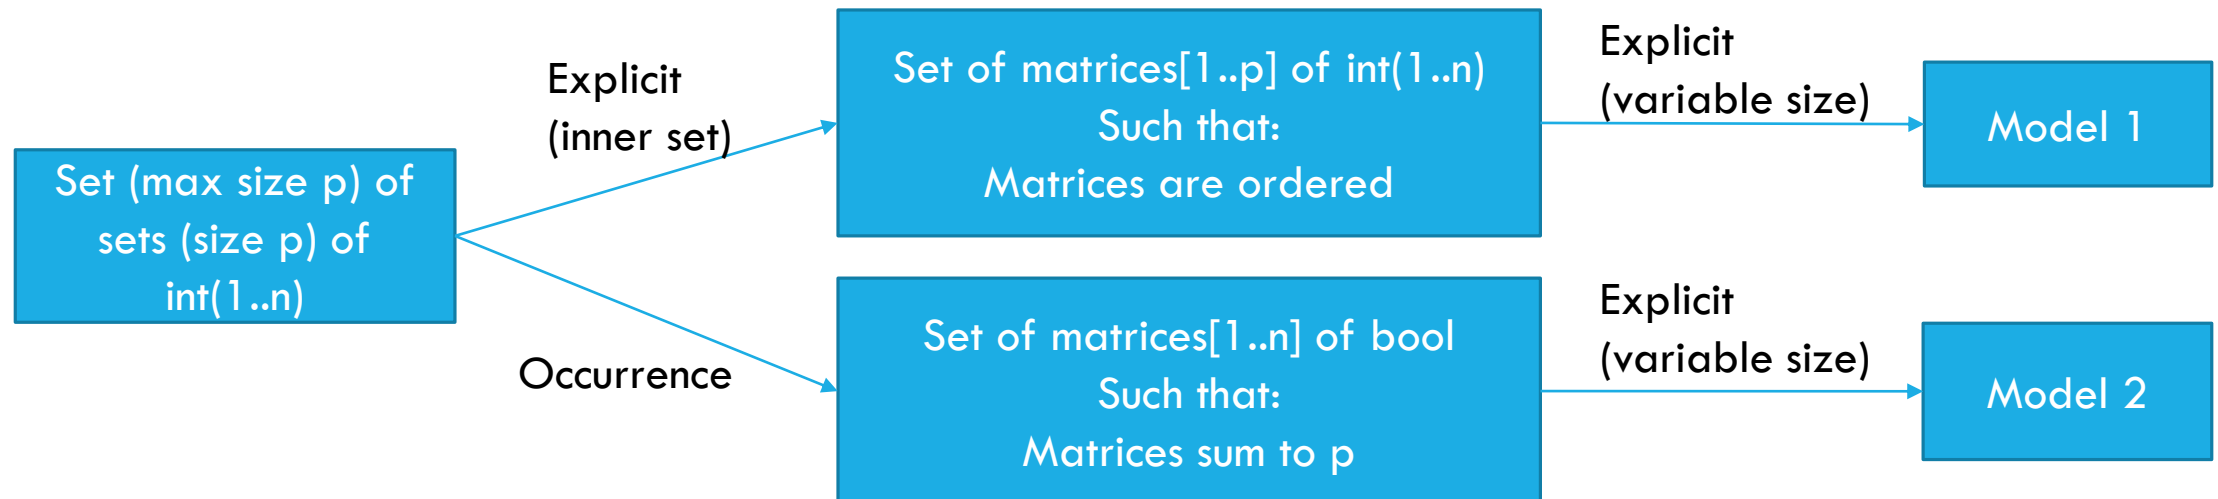 Set (max size p) of
sets (size p) of
int(1..n)
Explicit
(inner set)
Occurrence
Set of matrices[1..p] of int(1..n)
Such that:
Matrices are ordered
Set of matrices[1..n] of bool
Such that:
Matrices sum to p
Explicit
(variable size)
Explicit
(variable size)
Model 1
Model 2